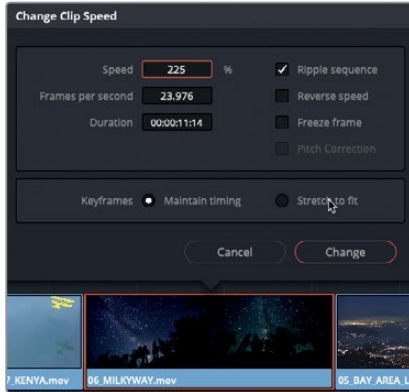 Change Clip Speed
Speed 225 % Ripple sequence
Frames per second 23.976 Reverse speed
Duration 00:00:11:14 Freeze frame
Pitch Correction
Keyframes Maintain timing Stretch to fit
Cancel Change
7_KENYA.mov 06_MILKYWAY.mov 05_BAY_AREA_L